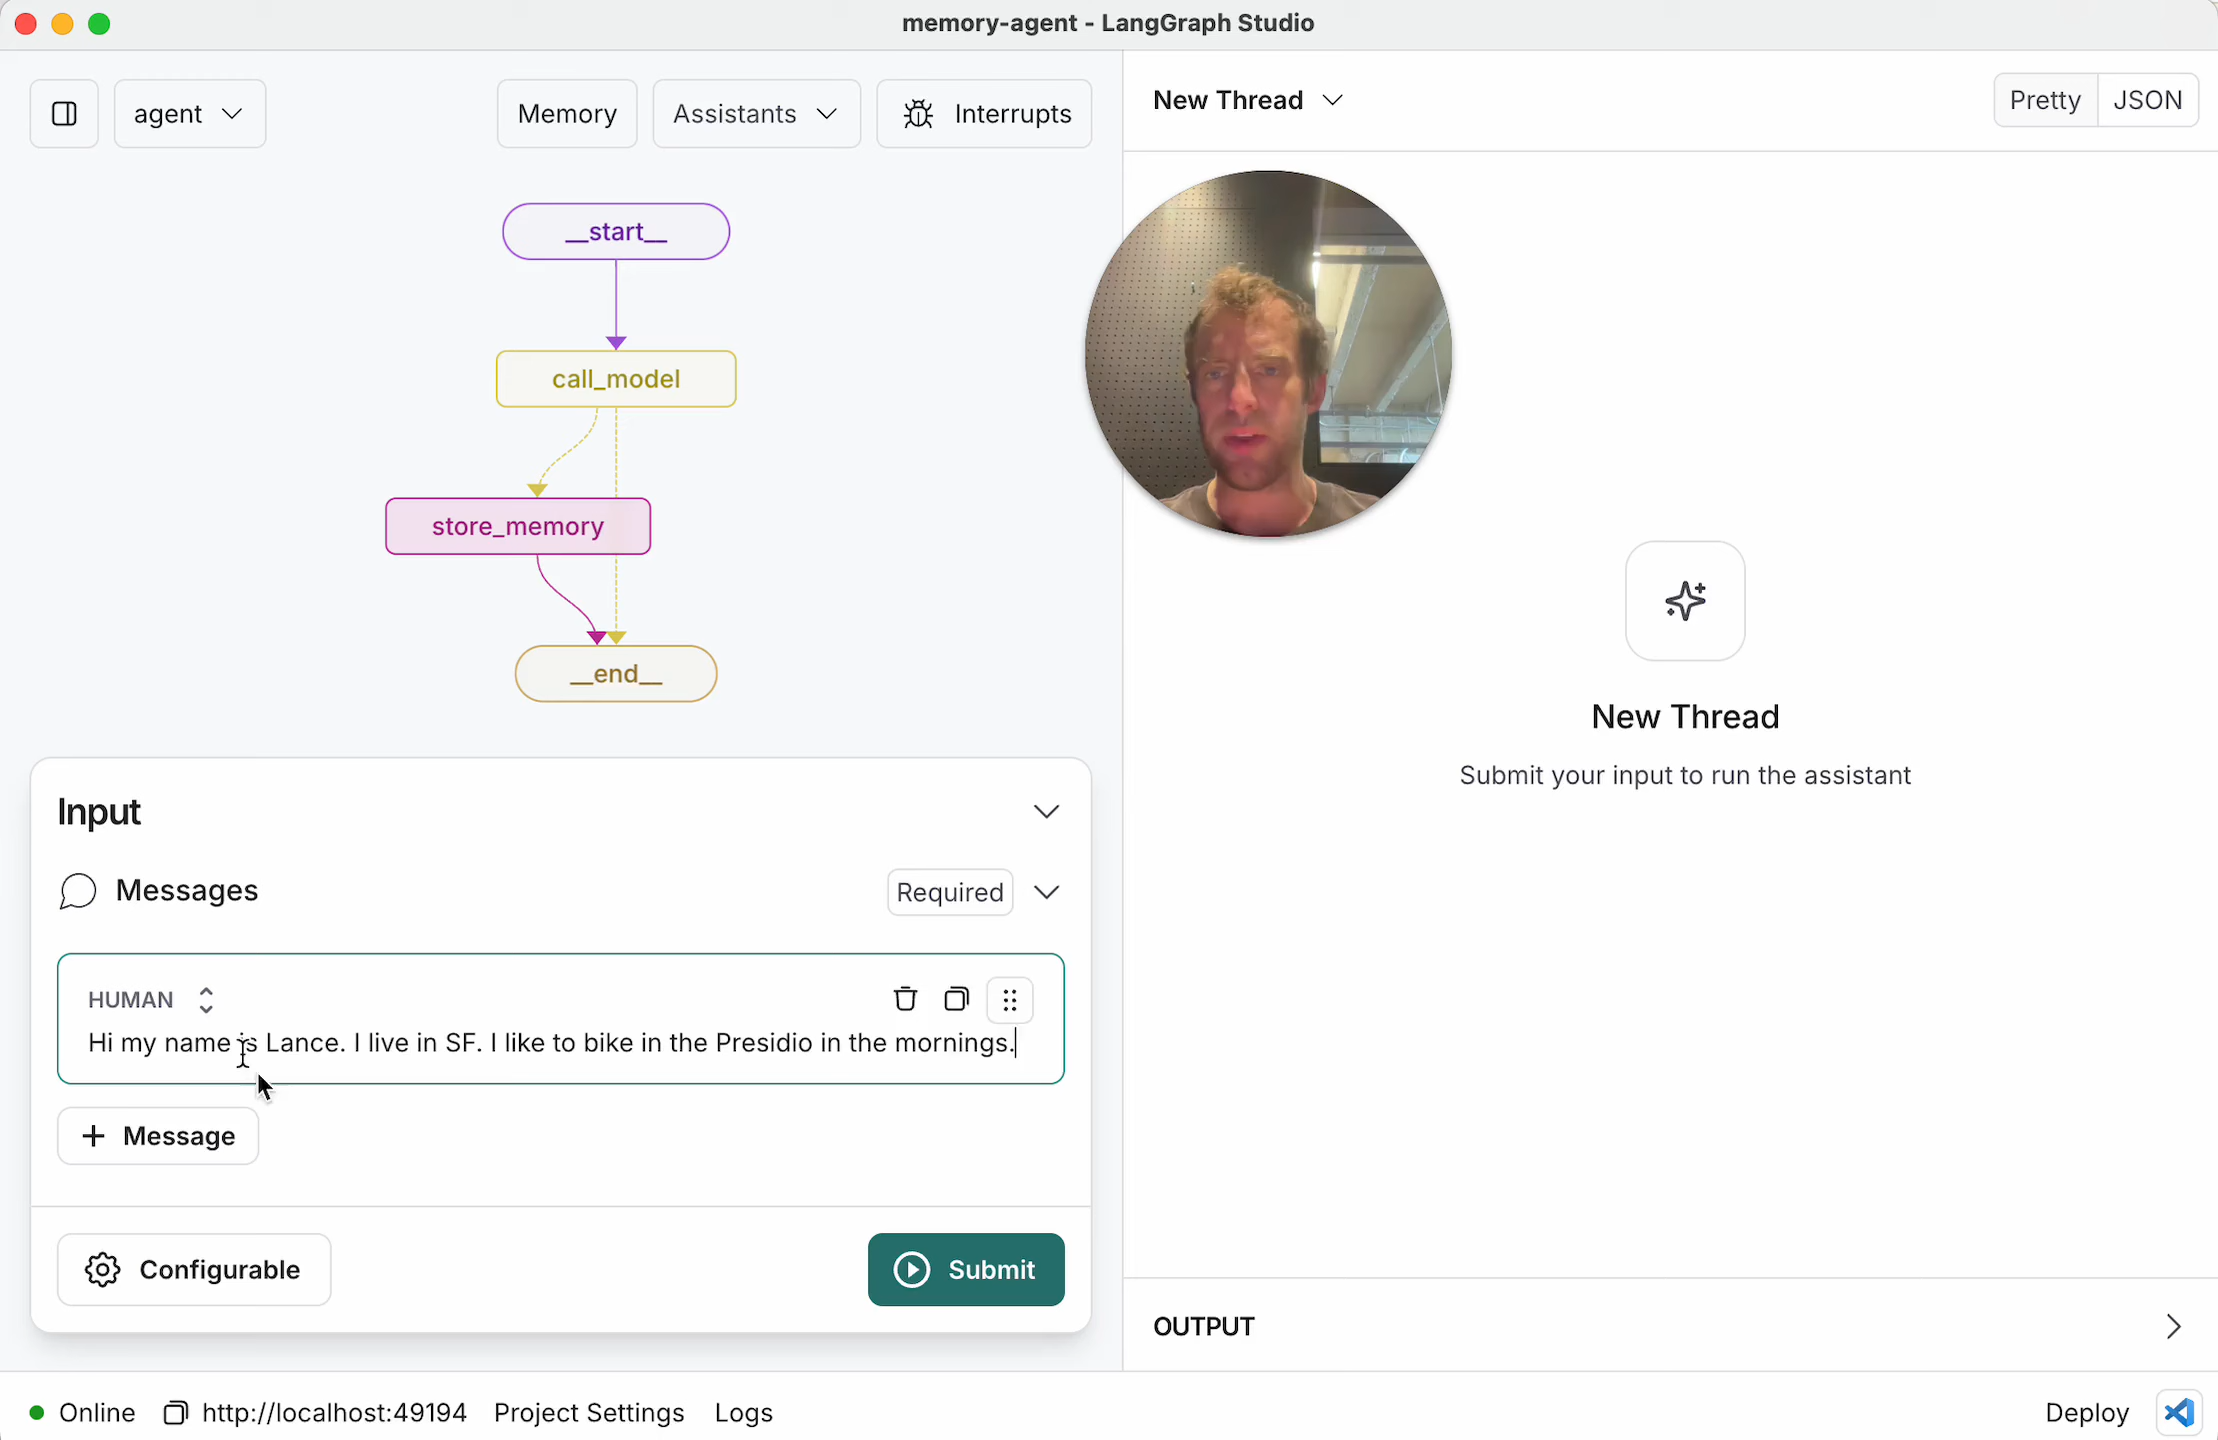 memory-agent - LangGraph Studio
agent
Memory
Assistants
Interrupts
New Thread
Pretty
JSON
__start__
call_model
store_memory
__end__
New Thread
Submit your input to run the assistant
Input
Messages
Required
HUMAN
Hi my name is Lance. I live in SF. I like to bike in the Presidio in the mornings.
+ Message
Configurable
Submit
OUTPUT
Online
http://localhost:49194
Project Settings
Logs
Deploy